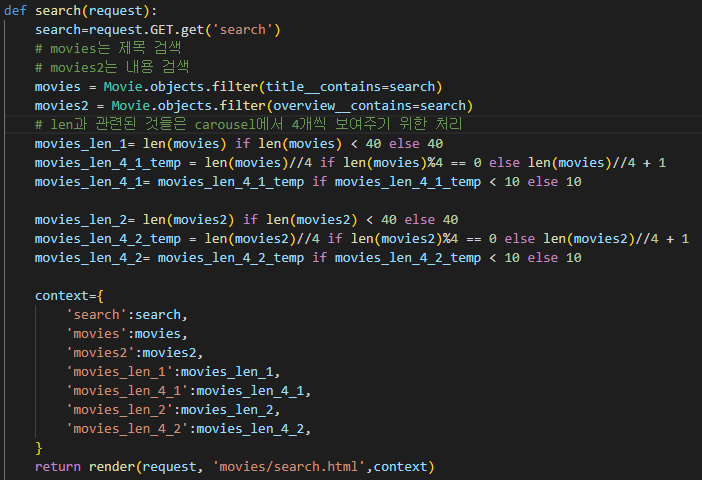 def search(request):
    search=request.GET.get('search')
    # movies는 제목 검색
    # movies2는 내용 검색
    movies = Movie.objects.filter(title__contains=search)
    movies2 = Movie.objects.filter(overview__contains=search)
    # len과 관련된 것들은 carousel에서 4개씩 보여주기 위한 처리
    movies_len_1= len(movies) if len(movies) < 40 else 40
    movies_len_4_1_temp = len(movies)//4 if len(movies)%4 == 0 else len(movies)//4 + 1
    movies_len_4_1= movies_len_4_1_temp if movies_len_4_1_temp < 10 else 10

    movies_len_2= len(movies2) if len(movies2) < 40 else 40
    movies_len_4_2_temp = len(movies2)//4 if len(movies2)%4 == 0 else len(movies2)//4 + 1
    movies_len_4_2= movies_len_4_2_temp if movies_len_4_2_temp < 10 else 10

    context={
        'search':search,
        'movies':movies,
        'movies2':movies2,
        'movies_len_1':movies_len_1,
        'movies_len_4_1':movies_len_4_1,
        'movies_len_2':movies_len_2,
        'movies_len_4_2':movies_len_4_2,
    }
    return render(request, 'movies/search.html',context)